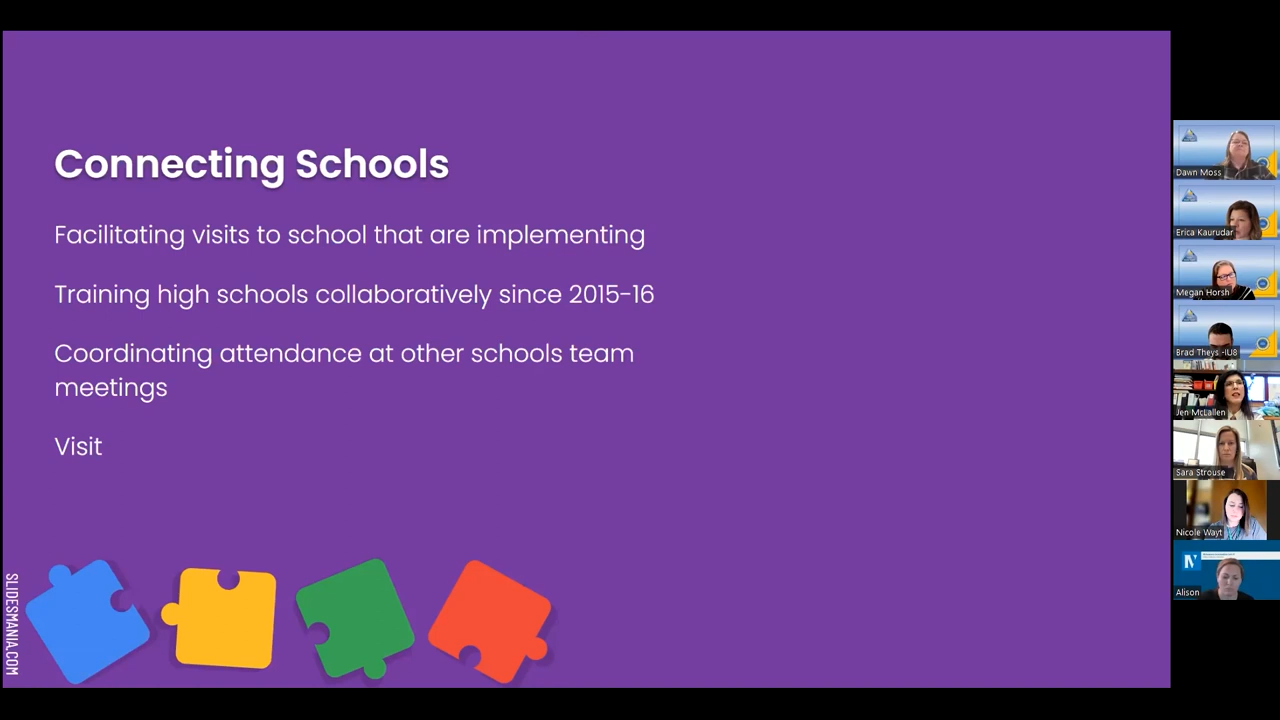 Connecting Schools
Facilitating visits to school that are implementing
Training high schools collaboratively since 2015-16
Coordinating attendance at other schools team
meetings
Visit
SLIDESMANIA.COM
Dawn Moss
Erica Kaurudar
Megan Horsh
Brad Theys -IU8
Jen McLallen
Sara Strouse
Nicole Wayt
N
Alison